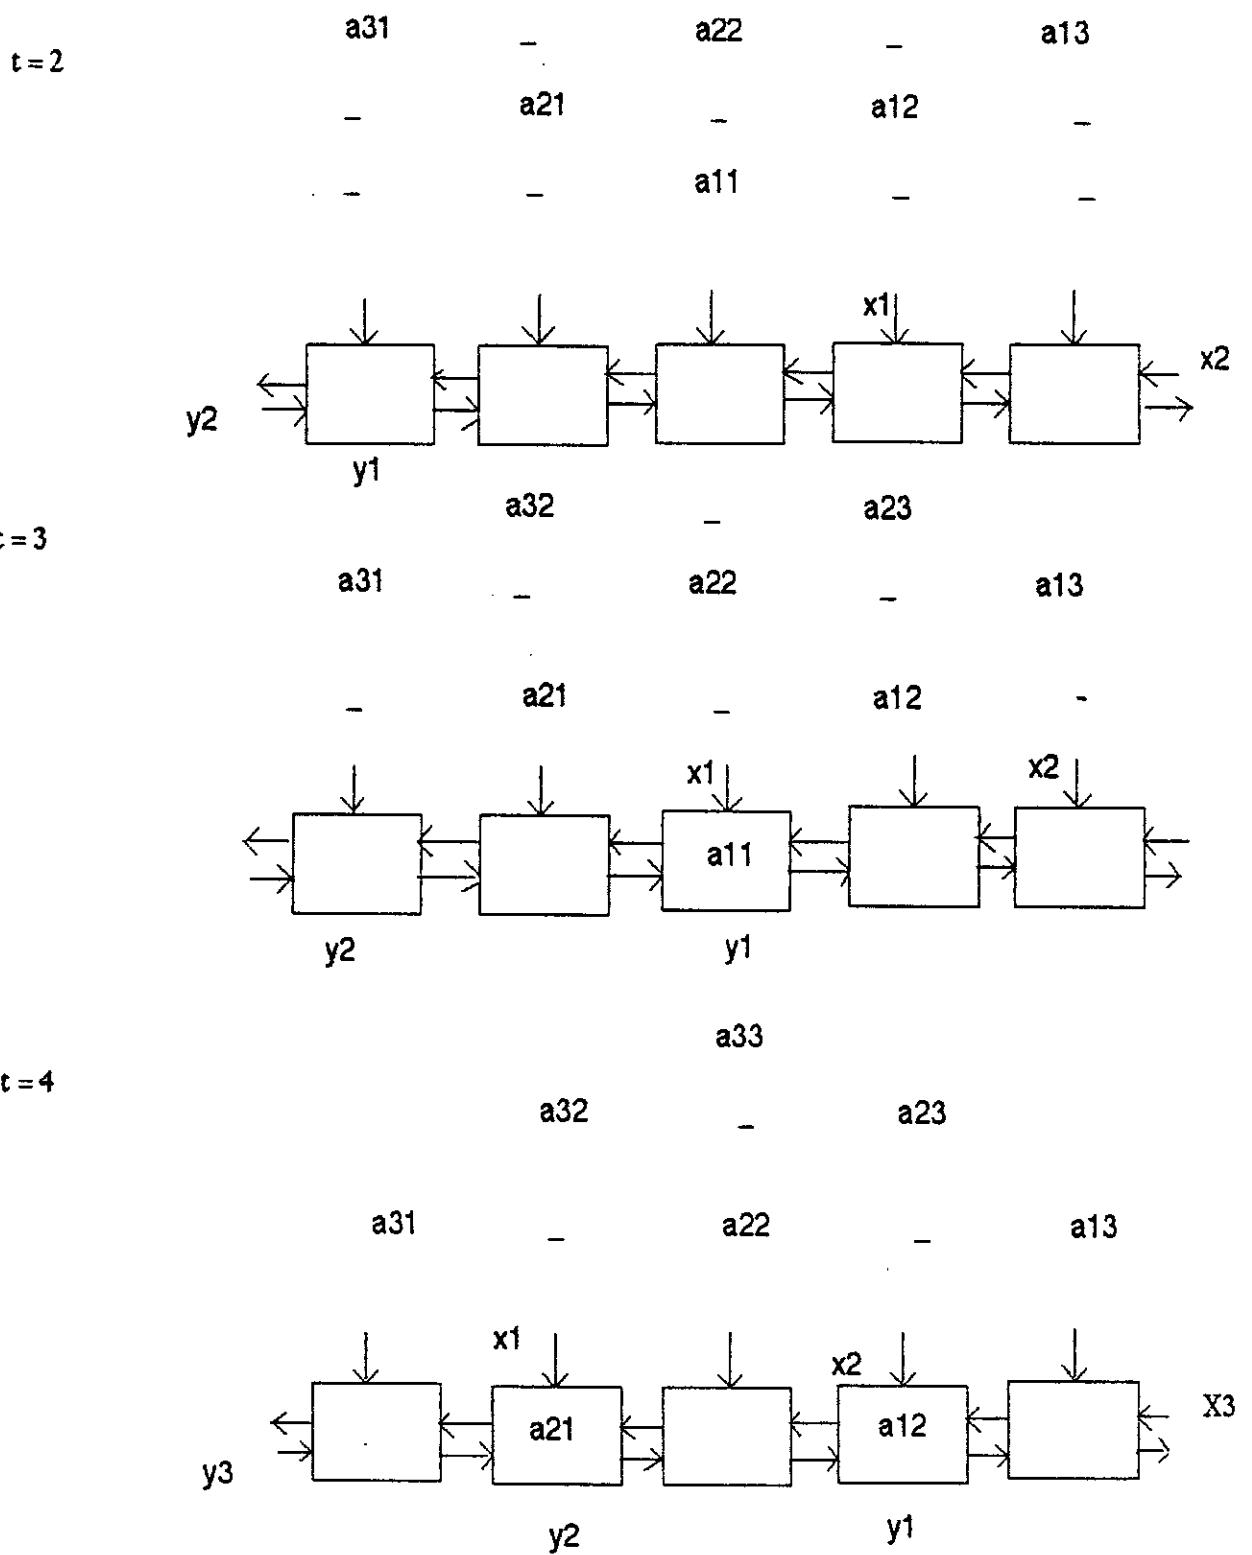 a31 _ a22 _ a13
t = 2
_ a21 _ a12 _
_ _ a11 _ _
x1
x2
y2
y1
a32 _ a23
t = 3
a31 _ a22 _ a13
_ a21 _ a12 -
x1 x2
a11
y2 y1
a33
t = 4
a32 _ a23
a31 _ a22 _ a13
x1
x2
X3
a21 a12
y3
y2 y1